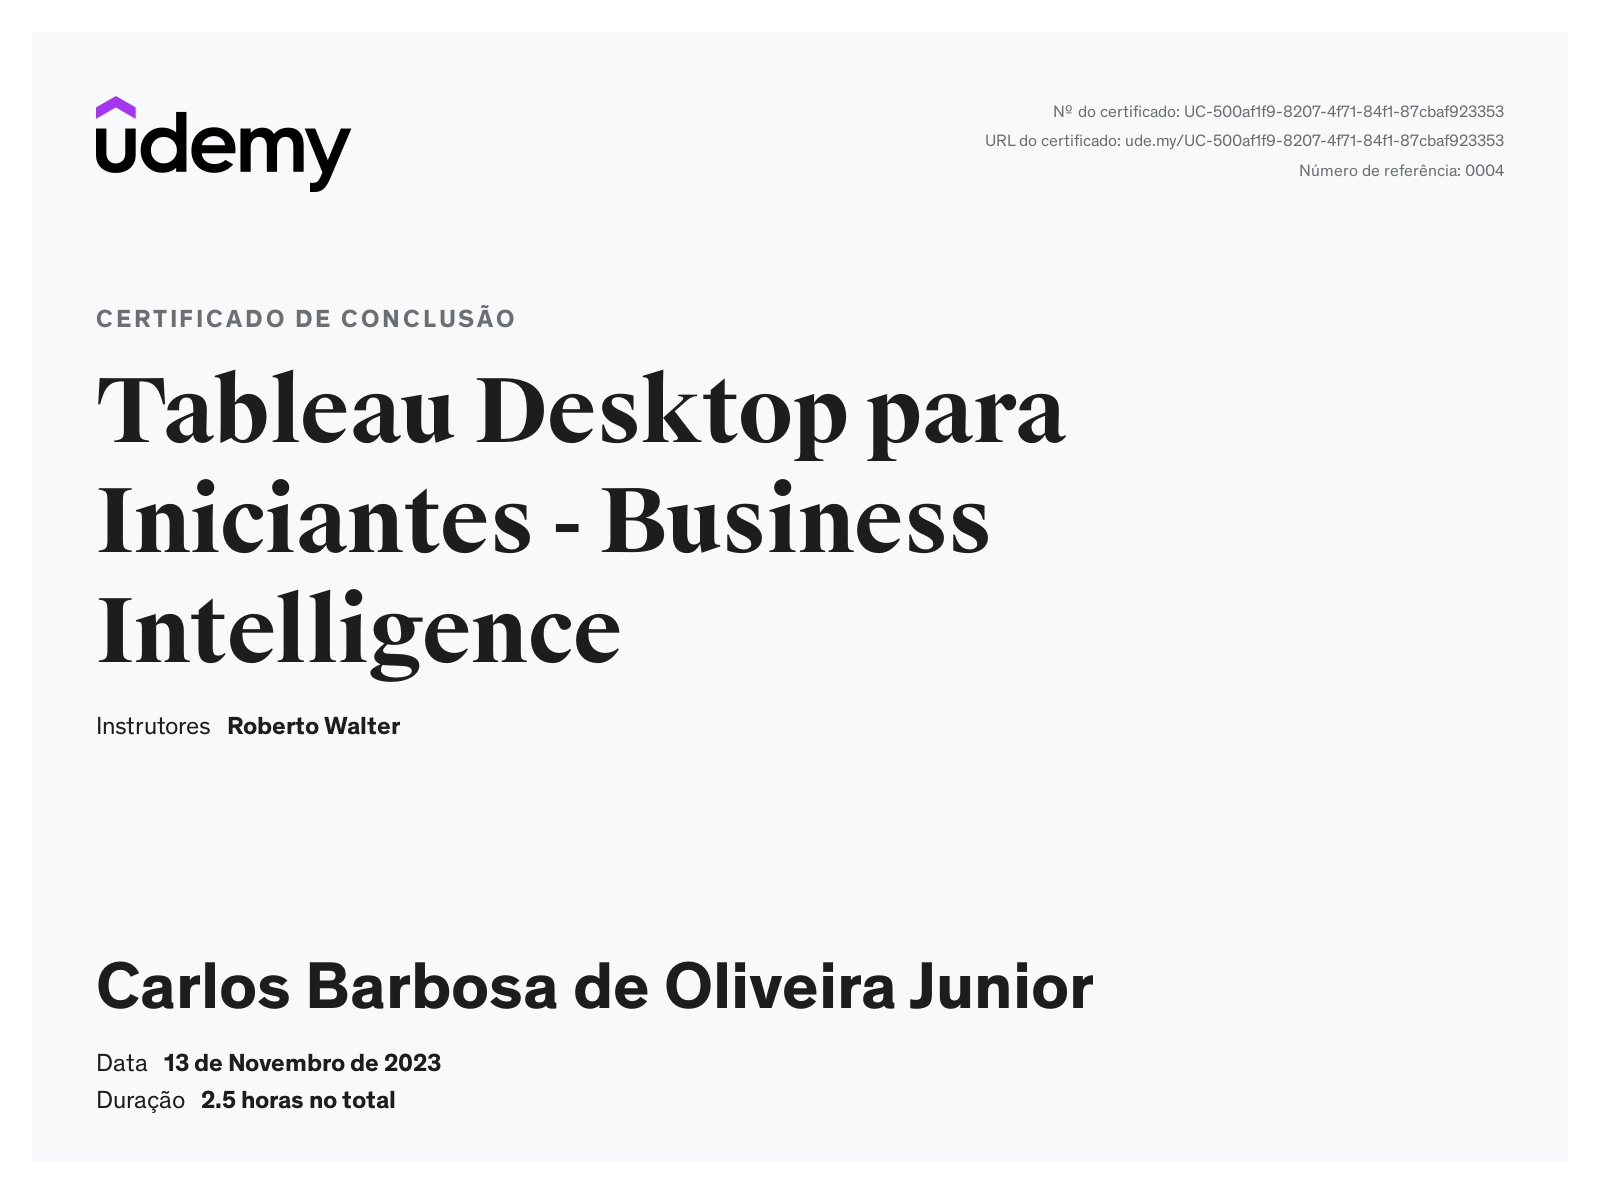 udemy
Nº do certificado: UC-500af1f9-8207-4f71-84f1-87cbaf923353
URL do certificado: ude.my/UC-500af1f9-8207-4f71-84f1-87cbaf923353
Número de referência: 0004
CERTIFICADO DE CONCLUSÃO
Tableau Desktop para
Iniciantes - Business
Intelligence
Instrutores Roberto Walter
Carlos Barbosa de Oliveira Junior
Data 13 de Novembro de 2023
Duração 2.5 horas no total